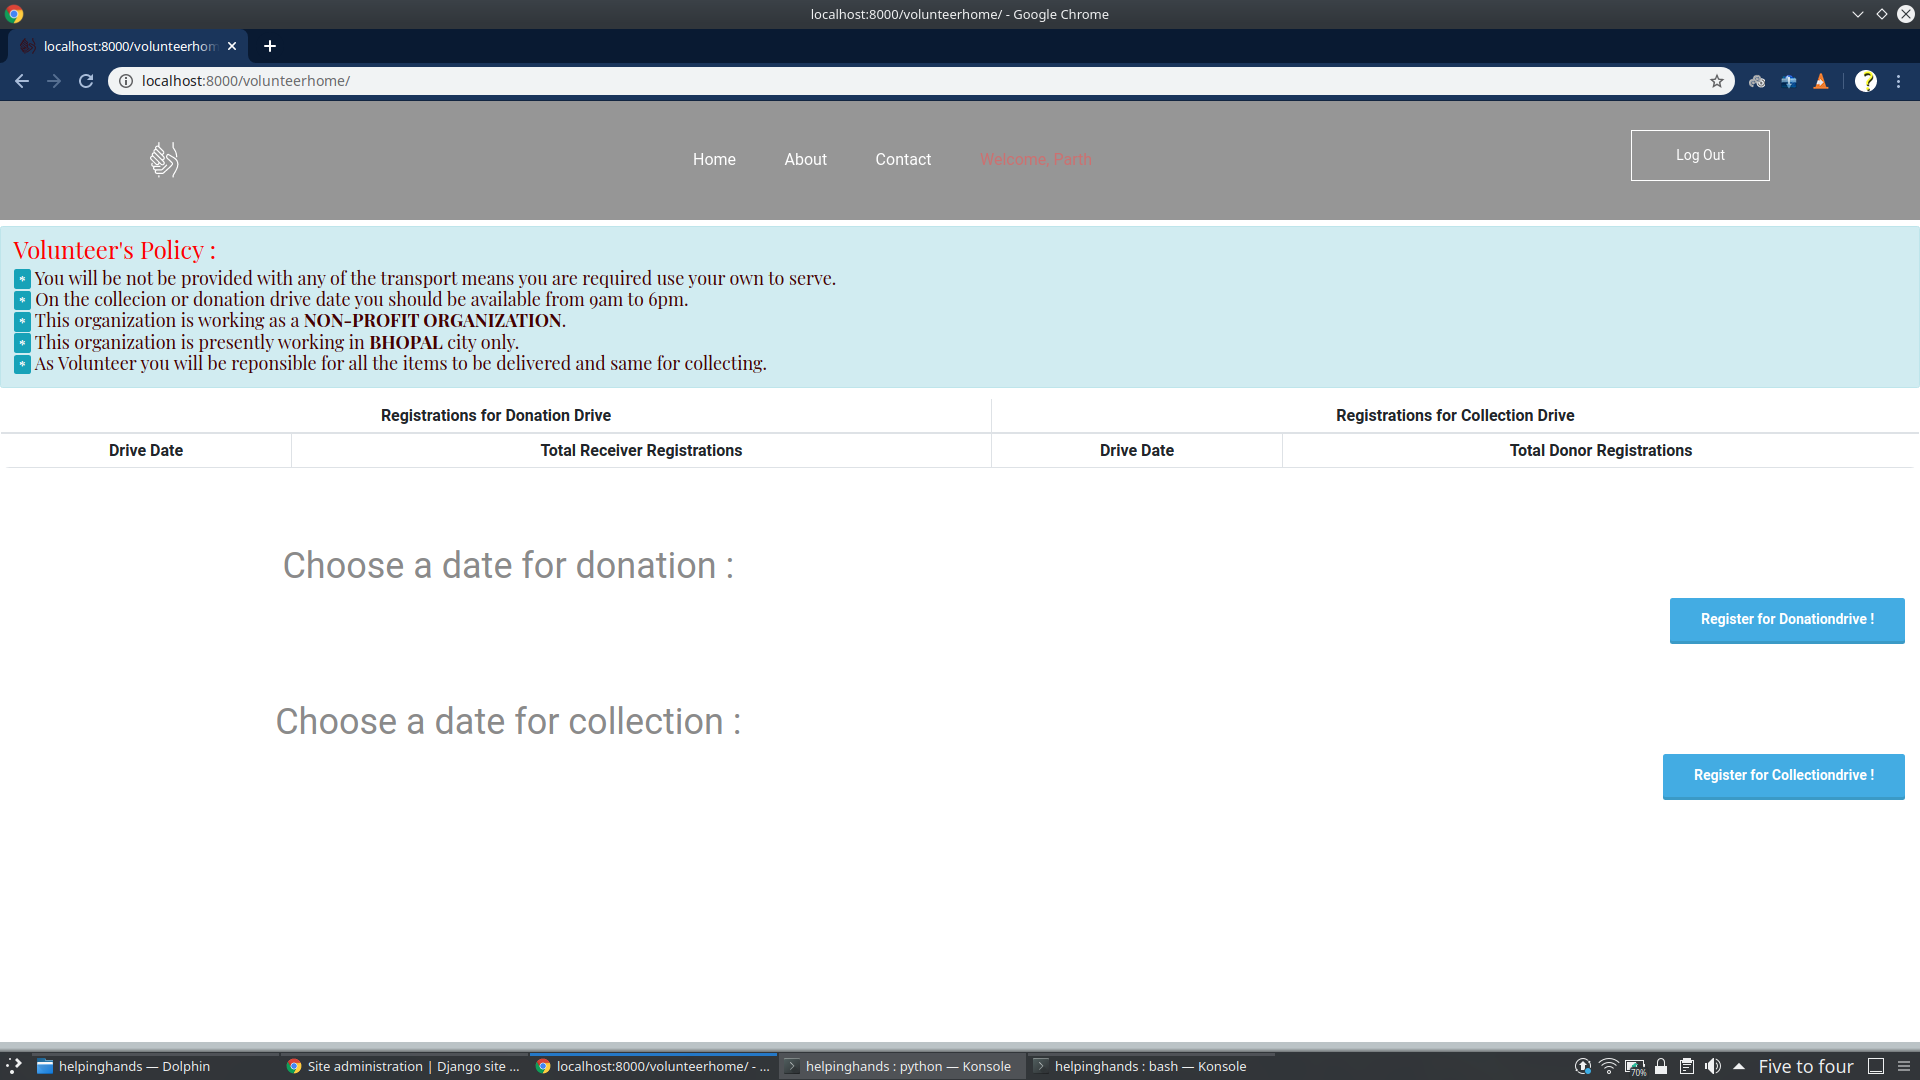 localhost:8000/volunteerhome/ - Google Chrome
localhost:8000/volunteerhom
localhost:8000/volunteerhome/
Home About Contact Welcome, Parth Log Out
Volunteer's Policy :
* You will be not be provided with any of the transport means you are required use your own to serve.
* On the collecion or donation drive date you should be available from 9am to 6pm.
* This organization is working as a NON-PROFIT ORGANIZATION.
* This organization is presently working in BHOPAL city only.
* As Volunteer you will be reponsible for all the items to be delivered and same for collecting.
Registrations for Donation Drive Registrations for Collection Drive
Drive Date Total Receiver Registrations Drive Date Total Donor Registrations
Choose a date for donation :
Register for Donationdrive !
Choose a date for collection :
Register for Collectiondrive !
helpinghands — Dolphin Site administration | Django site ... localhost:8000/volunteerhome/ - ... helpinghands : python — Konsole helpinghands : bash — Konsole 70% Five to four